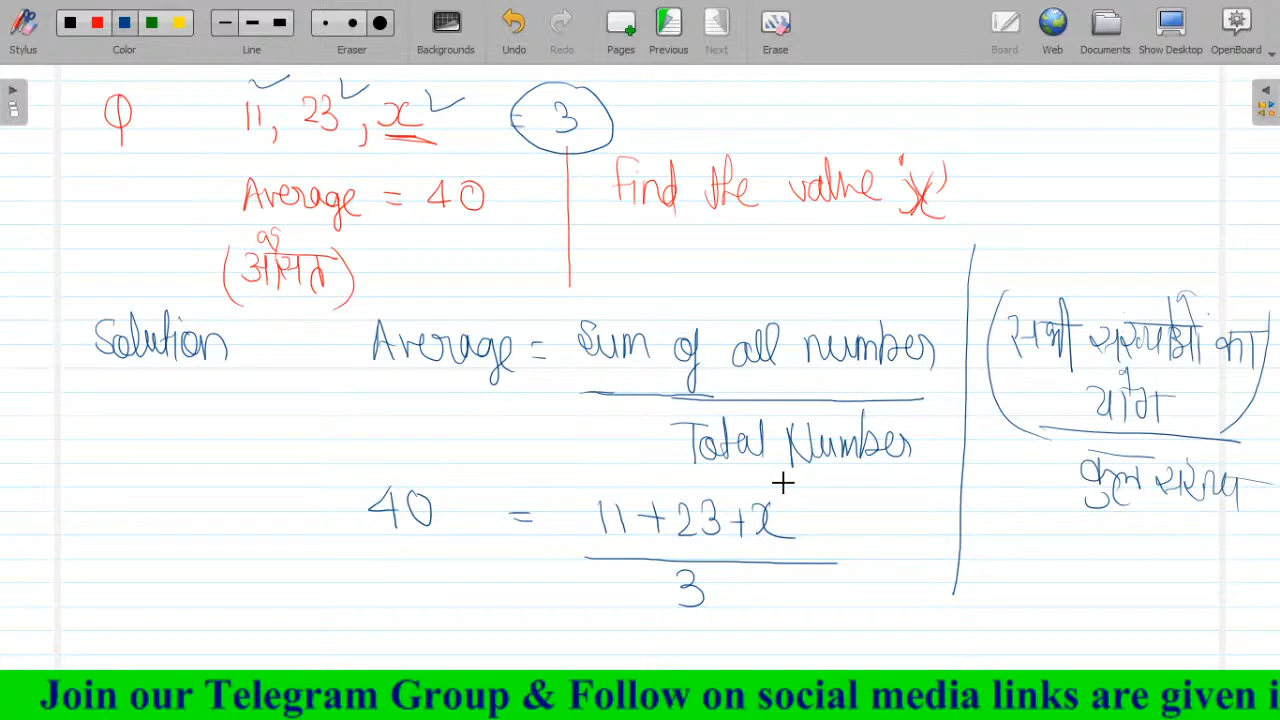 Stylus Color Line Eraser Backgrounds Undo Redo Pages Previous Next Erase Board Web Documents Show Desktop OpenBoard
Q 11, 23, x = 3
Average = 40
(औसत)
Find the value 'x'
Solution Average = Sum of all number
Total Number
(सभी संख्याओं का
योग)
कुल संख्या
40 = 11+23+x
3
Join our Telegram Group & Follow on social media links are given i